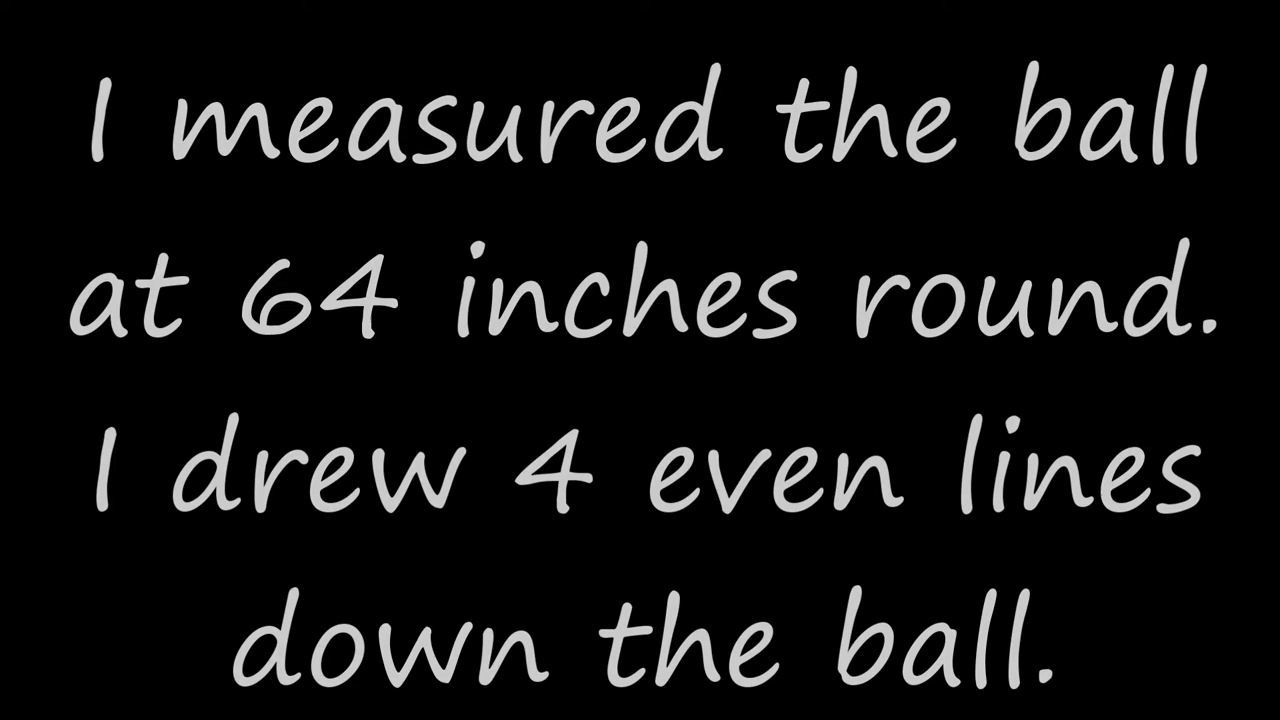 I measured the ball
at 64 inches round.
I drew 4 even lines
down the ball.